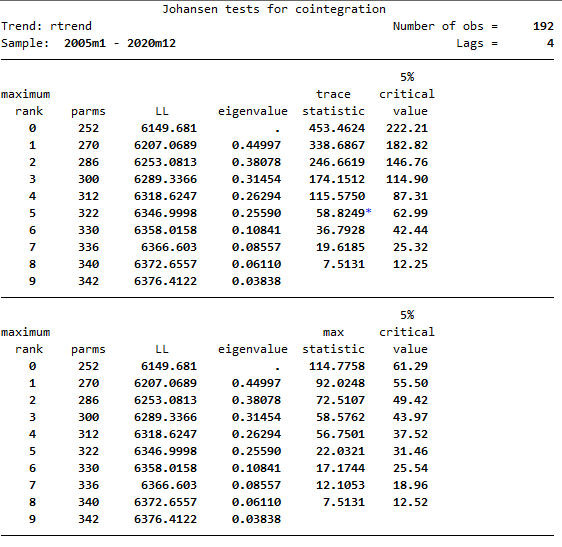 Johansen tests for cointegration
Trend: rtrend Number of obs = 192
Sample: 2005m1 - 2020m12 Lags = 4
5%
maximum trace critical
rank parms LL eigenvalue statistic value
0 252 6149.681 . 453.4624 222.21
1 270 6207.0689 0.44997 338.6867 182.82
2 286 6253.0813 0.38078 246.6619 146.76
3 300 6289.3366 0.31454 174.1512 114.90
4 312 6318.6247 0.26294 115.5750 87.31
5 322 6346.9998 0.25590 58.8249* 62.99
6 330 6358.0158 0.10841 36.7928 42.44
7 336 6366.603 0.08557 19.6185 25.32
8 340 6372.6557 0.06110 7.5131 12.25
9 342 6376.4122 0.03838
5%
maximum max critical
rank parms LL eigenvalue statistic value
0 252 6149.681 . 114.7758 61.29
1 270 6207.0689 0.44997 92.0248 55.50
2 286 6253.0813 0.38078 72.5107 49.42
3 300 6289.3366 0.31454 58.5762 43.97
4 312 6318.6247 0.26294 56.7501 37.52
5 322 6346.9998 0.25590 22.0321 31.46
6 330 6358.0158 0.10841 17.1744 25.54
7 336 6366.603 0.08557 12.1053 18.96
8 340 6372.6557 0.06110 7.5131 12.52
9 342 6376.4122 0.03838